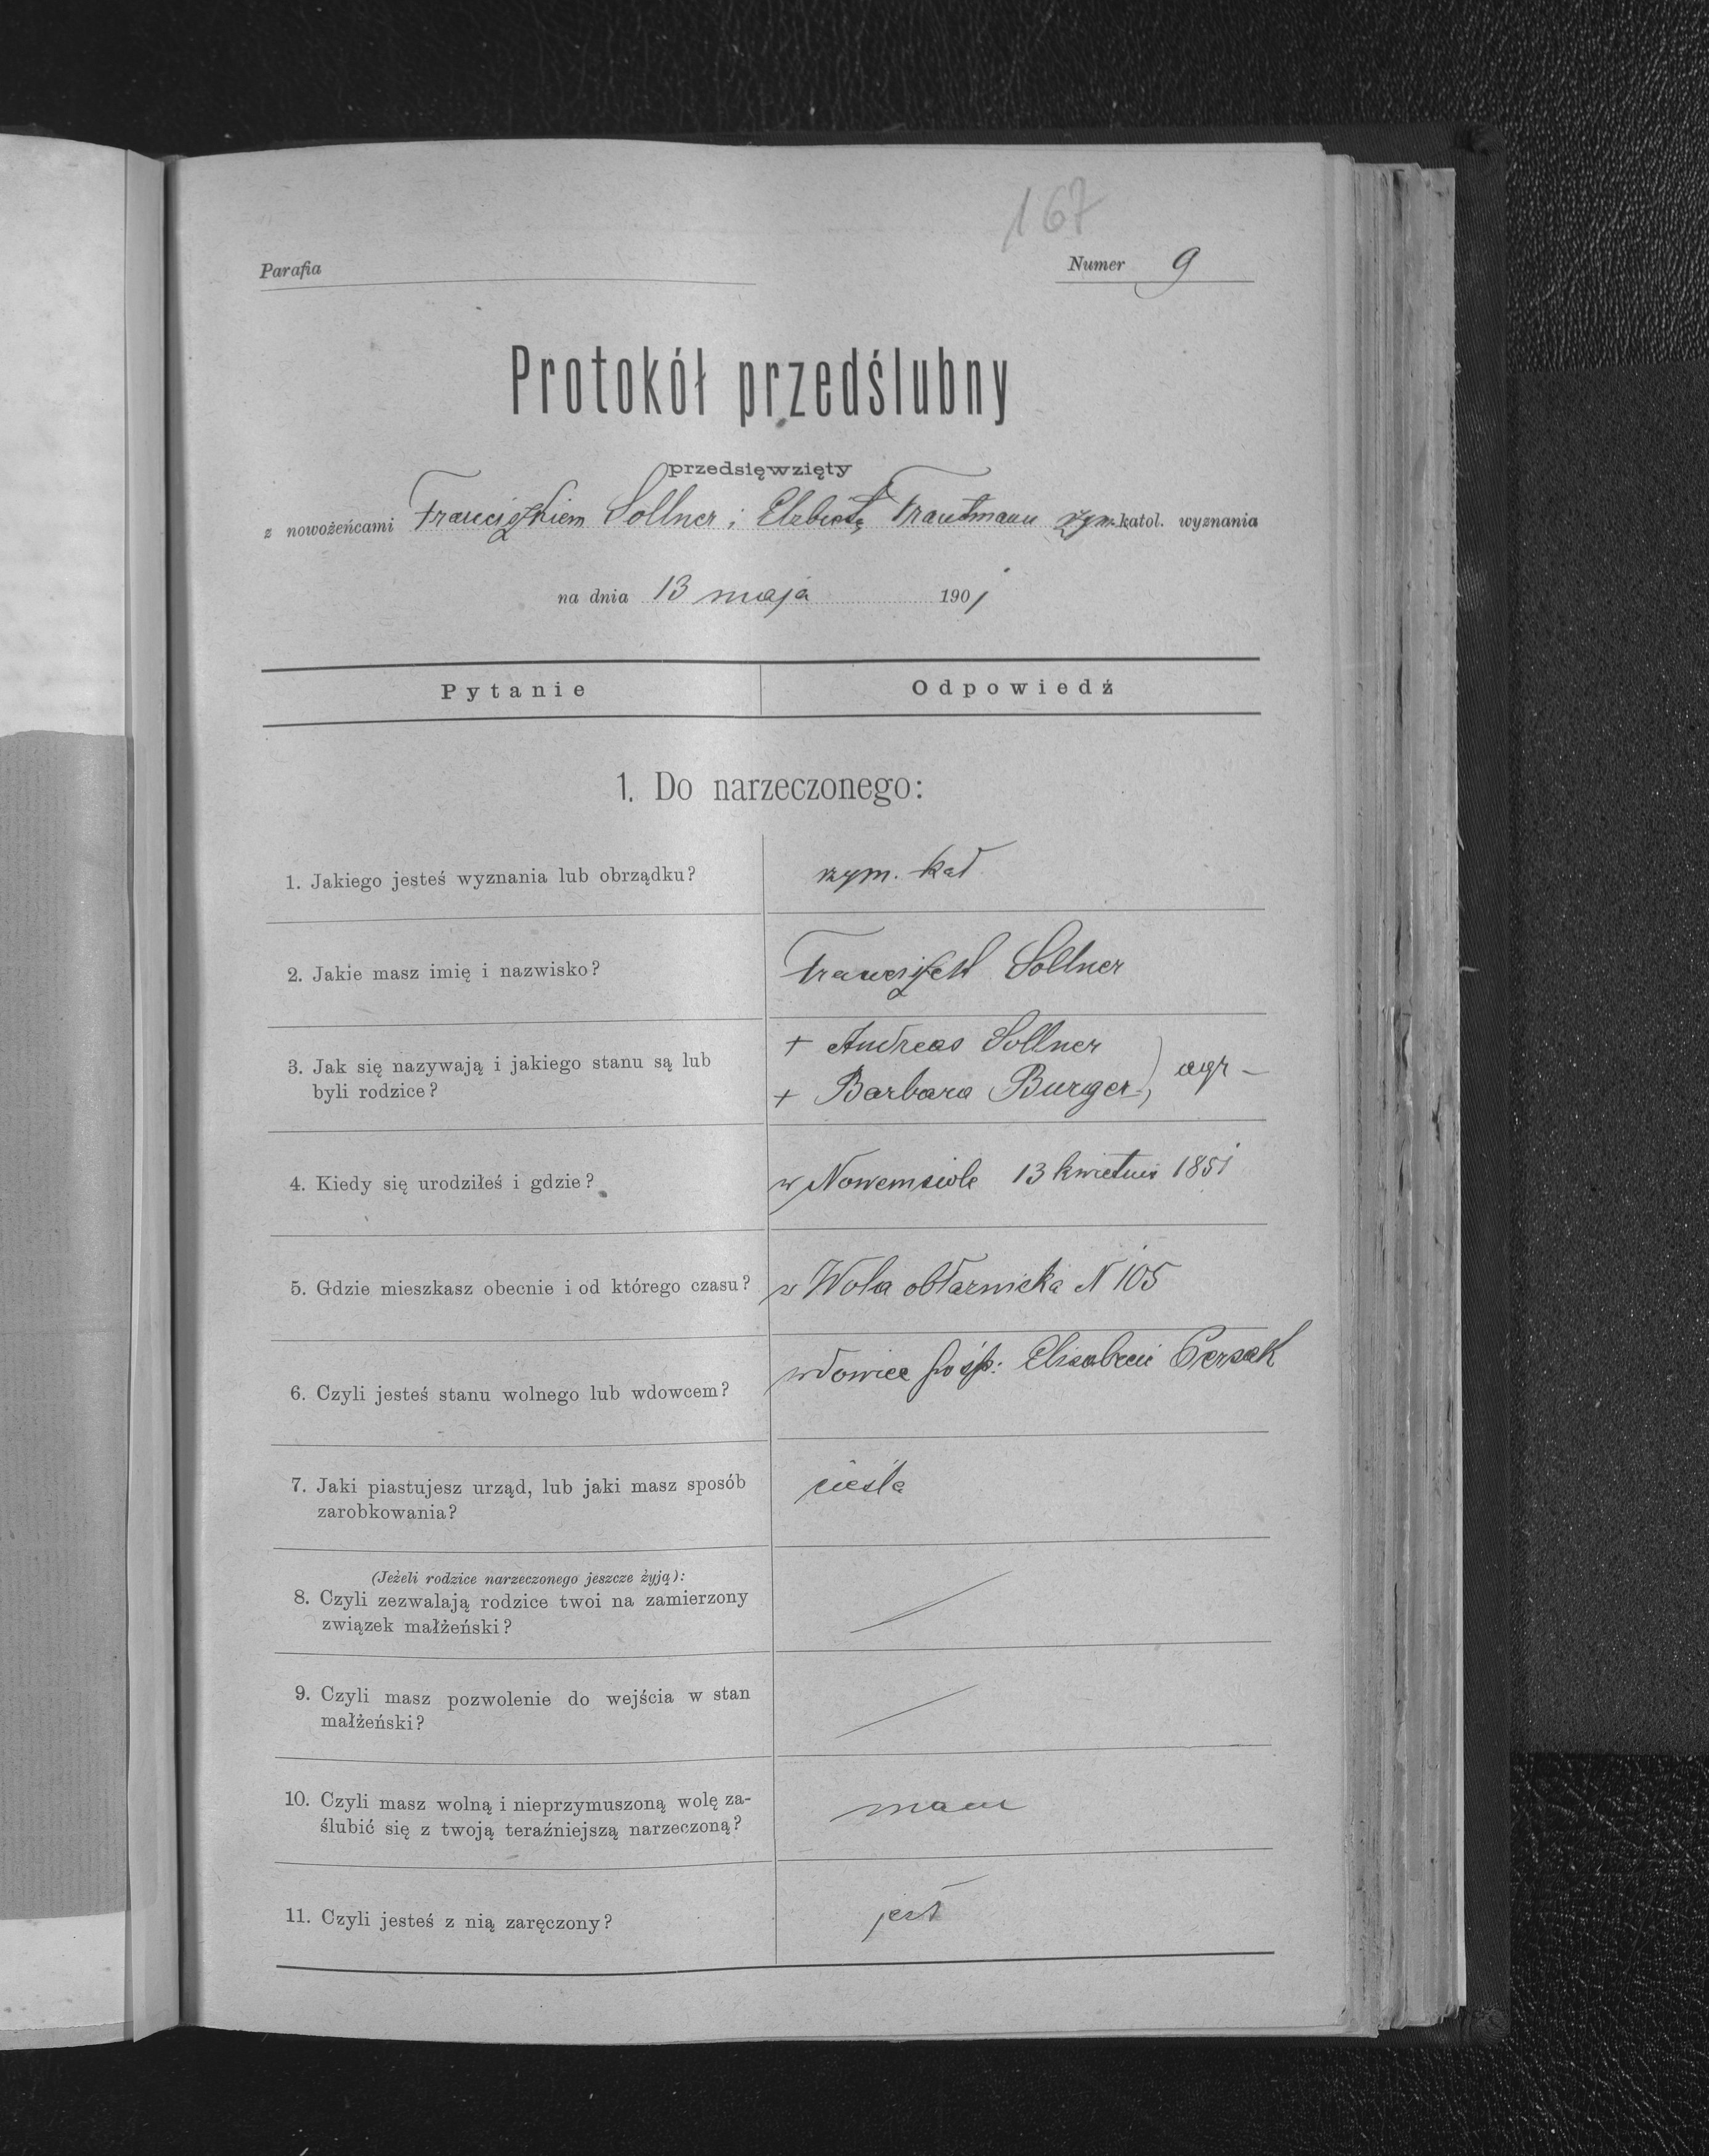 167
Parafia
Numer 9
Protokół przedślubny
przedsięwzięty
z nowożeńcami Franciszkiem Sollner i Elżbietą Trautmann rzym. katol. wyznania
na dnia 13 maja 1901
Pytanie Odpowiedź
1. Do narzeczonego:
1. Jakiego jesteś wyznania lub obrządku? rzym. kat
2. Jakie masz imię i nazwisko? Franciszek Sollner
3. Jak się nazywają i jakiego stanu są lub
byli rodzice?
+ Andreas Sollner
+ Barbara Burger } agr –
4. Kiedy się urodziłeś i gdzie? w Nowemsiole 13 kwietnia 1851
5. Gdzie mieszkasz obecnie i od którego czasu? w Wola obłaznicka N 105
6. Czyli jesteś stanu wolnego lub wdowcem? wdowiec po śp:
7. Jaki piastujesz urząd, lub jaki masz sposób
zarobkowania?
cieśla
(Jeżeli rodzice narzeczonego jeszcze żyją):
8. Czyli zezwalają rodzice twoi na zamierzony
związek małżeński?
9. Czyli masz pozwolenie do wejścia w stan
małżeński?
10. Czyli masz wolną i nieprzymuszoną wolę za-
ślubić się z twoją teraźniejszą narzeczoną?
mam
11. Czyli jesteś z nią zaręczony? jest